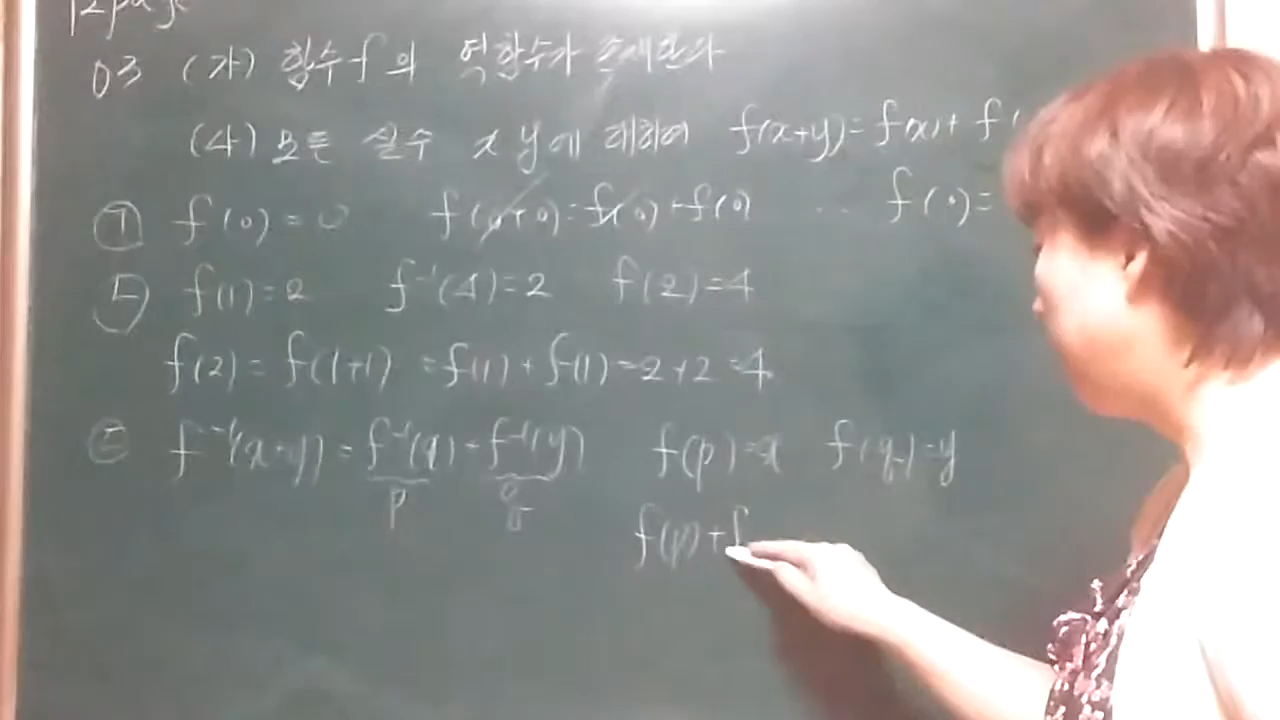 12page
03 (가) 함수 f의 역함수가 존재한다
(나) 모든 실수 x y에 대하여 f(x+y)=f(x)+f(
㉠ f(0)=0 f(0+0)=f(0)+f(0) ∴ f(0)=
㉡ f(1)=2 f⁻¹(4)=2 f(2)=4
f(2)=f(1+1)=f(1)+f(1)=2+2=4
㉢ f⁻¹(x+y)=f⁻¹(x)+f⁻¹(y) f(p)=x f(q)=y
p q f(p)+f